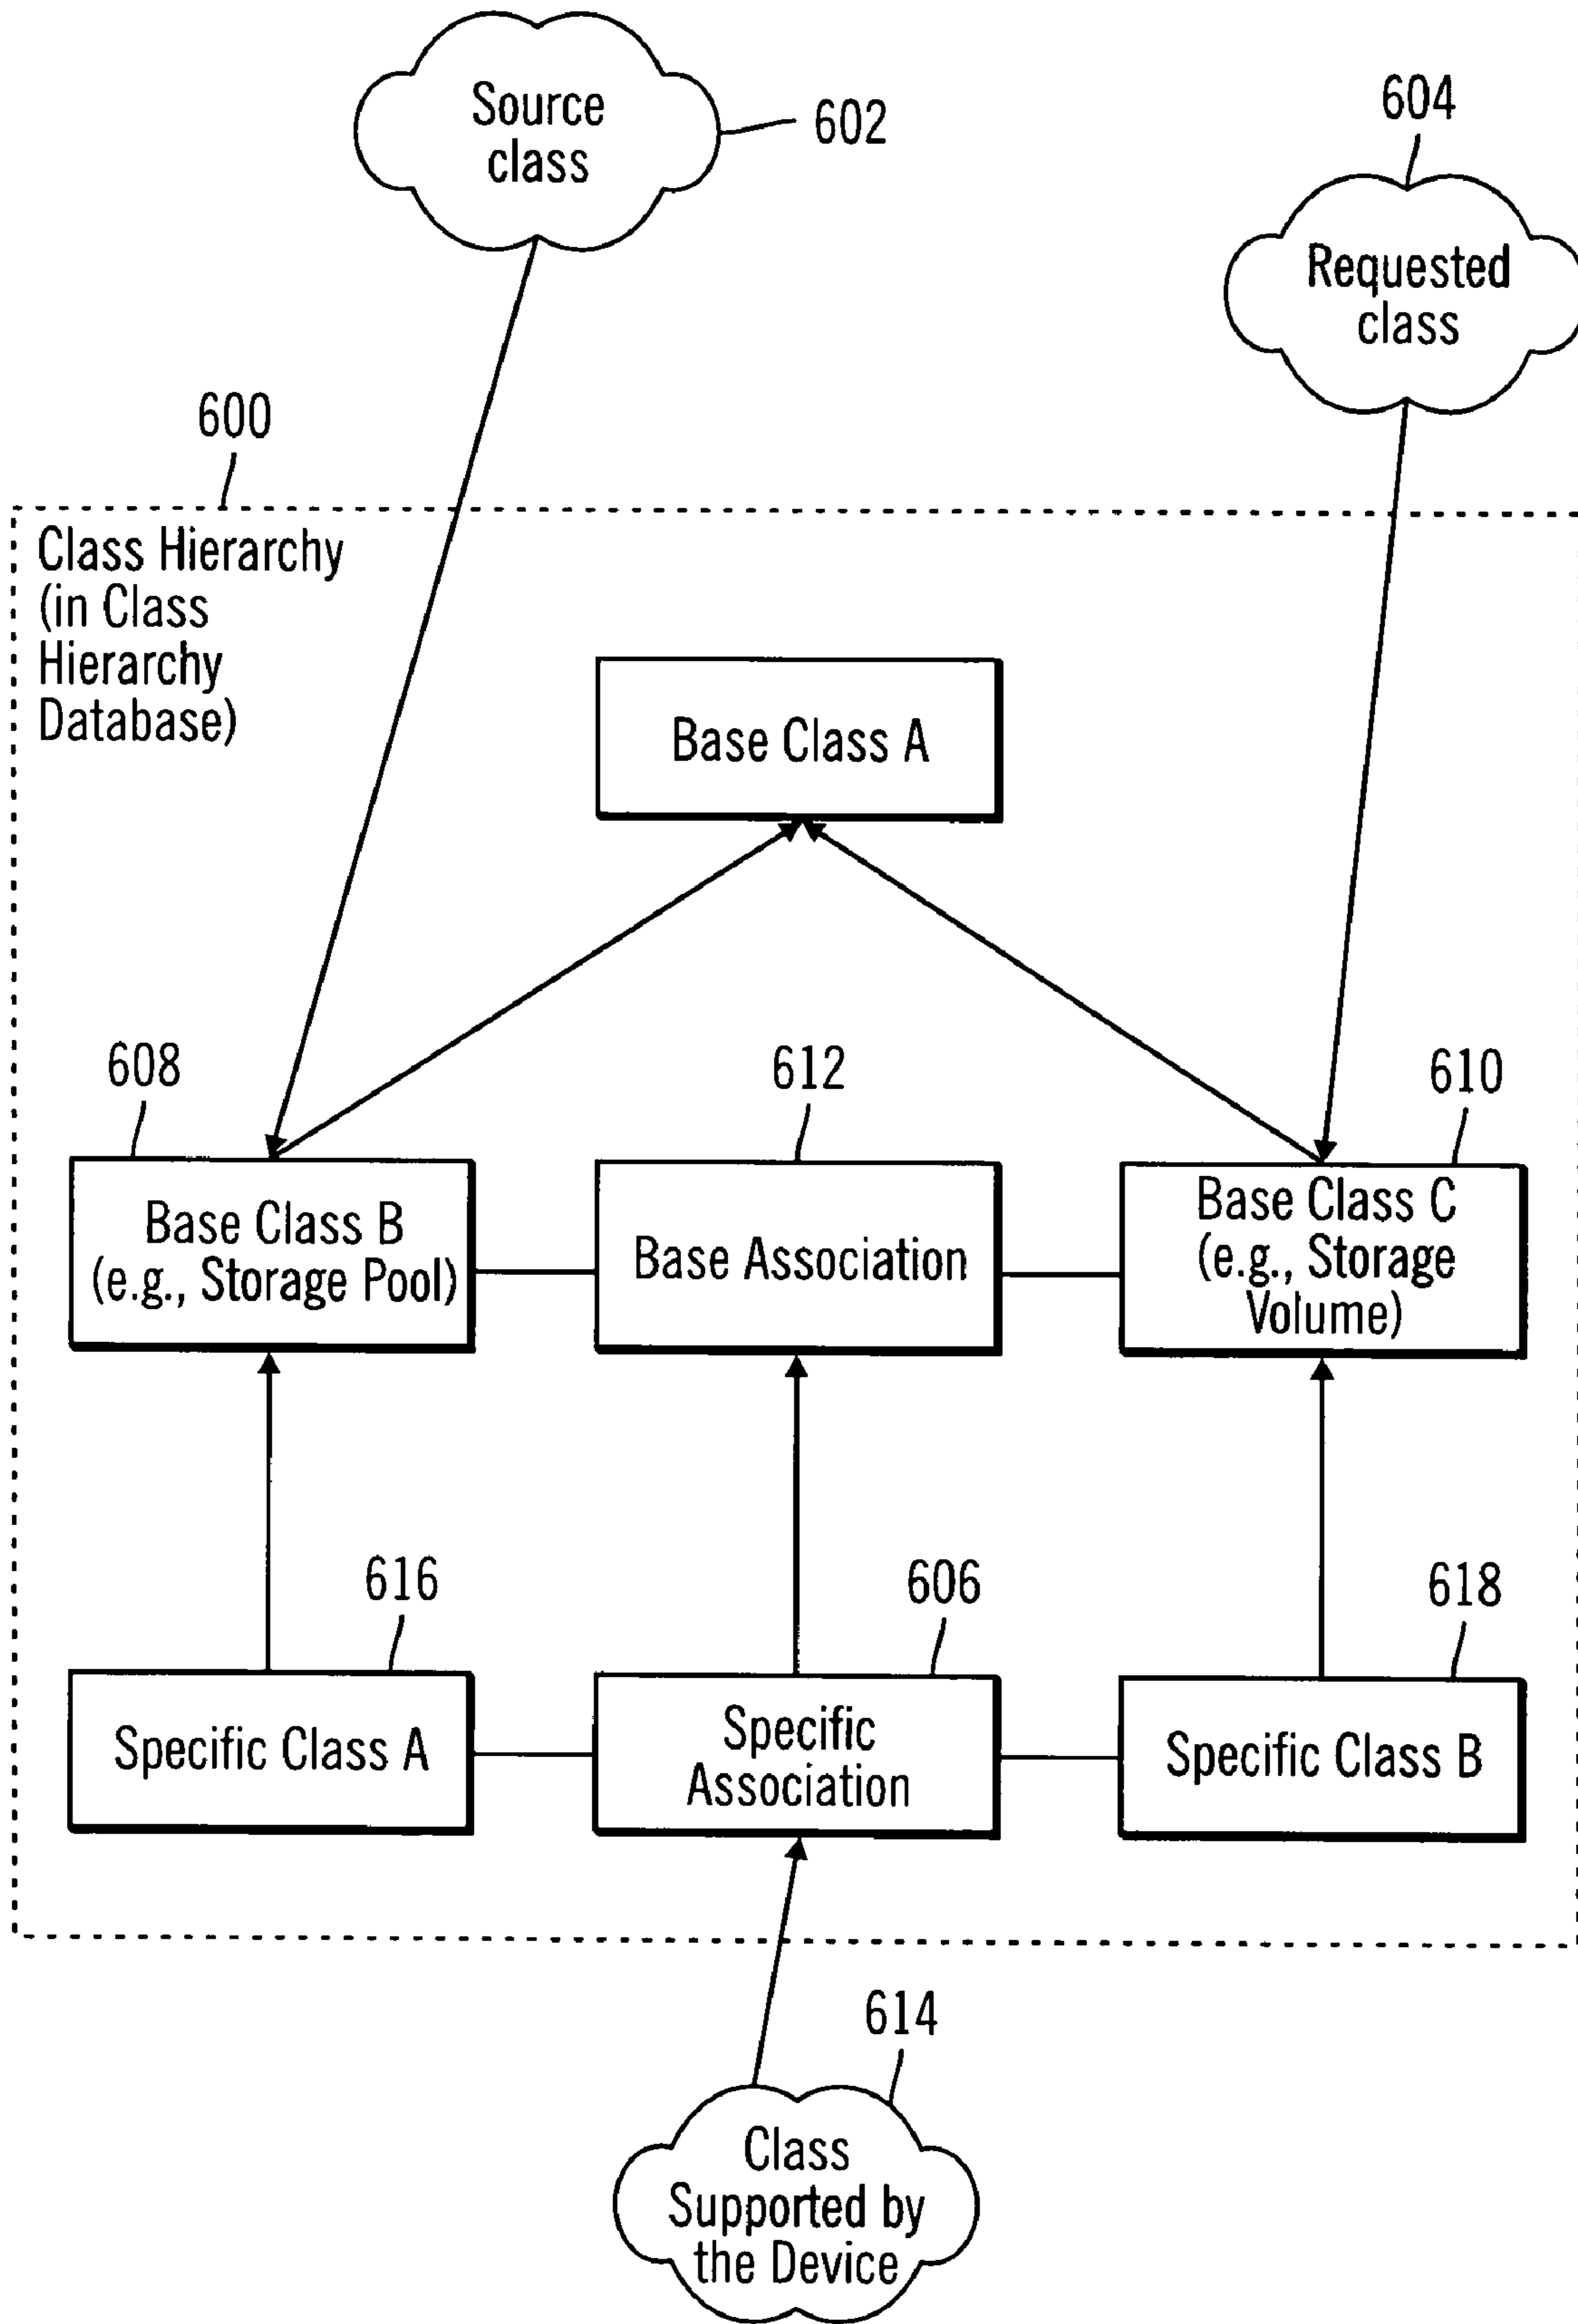 Source
class
602
604
Requested
class
600
Class Hierarchy
(in Class
Hierarchy
Database)
Base Class A
608
612
610
Base Class B
(e.g., Storage Pool)
Base Association
Base Class C
(e.g., Storage
Volume)
616
606
618
Specific Class A
Specific
Association
Specific Class B
614
Class
Supported by
the Device